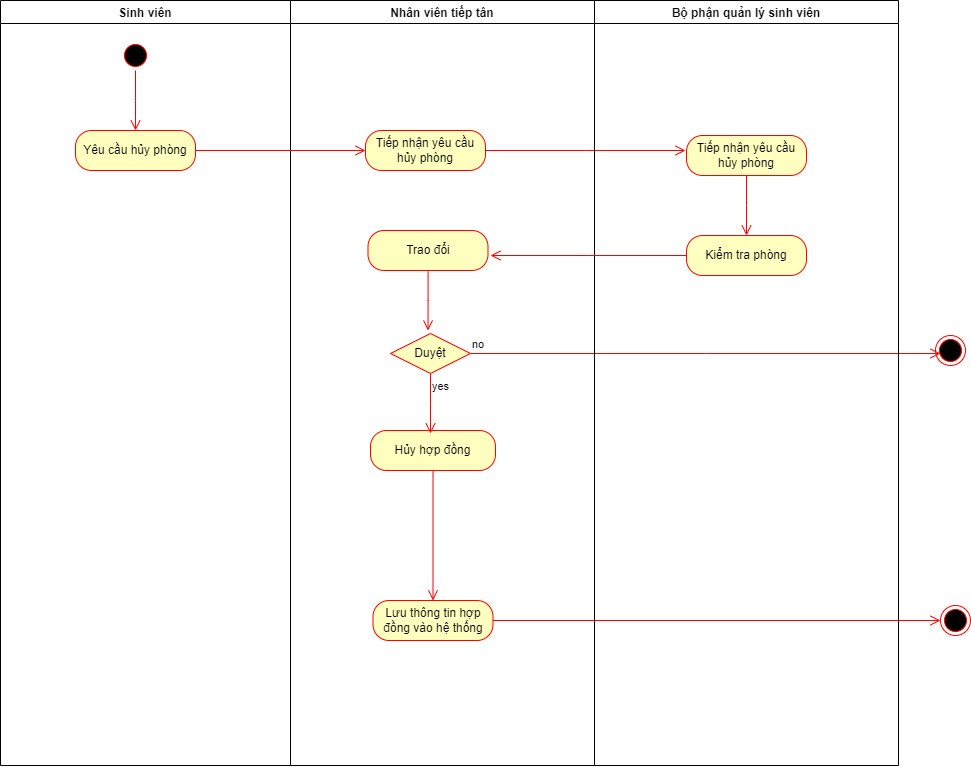 Sinh viên
Nhân viên tiếp tân
Bộ phận quản lý sinh viên
Yêu cầu hủy phòng
Tiếp nhận yêu cầu
hủy phòng
Tiếp nhận yêu cầu
hủy phòng
Trao đổi
Kiểm tra phòng
Duyệt
no
yes
Hủy hợp đồng
Lưu thông tin hợp
đồng vào hệ thống